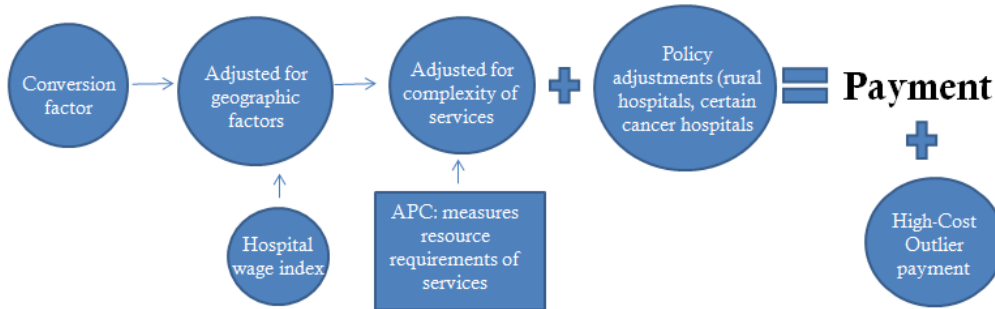 Conversion
factor
Adjusted for
geographic
factors
Adjusted for
complexity of
services
Policy
adjustments (rural
hospitals, certain
cancer hospitals
Payment
Hospital
wage index
APC: measures
resource
requirements of
services
High-Cost
Outlier
payment